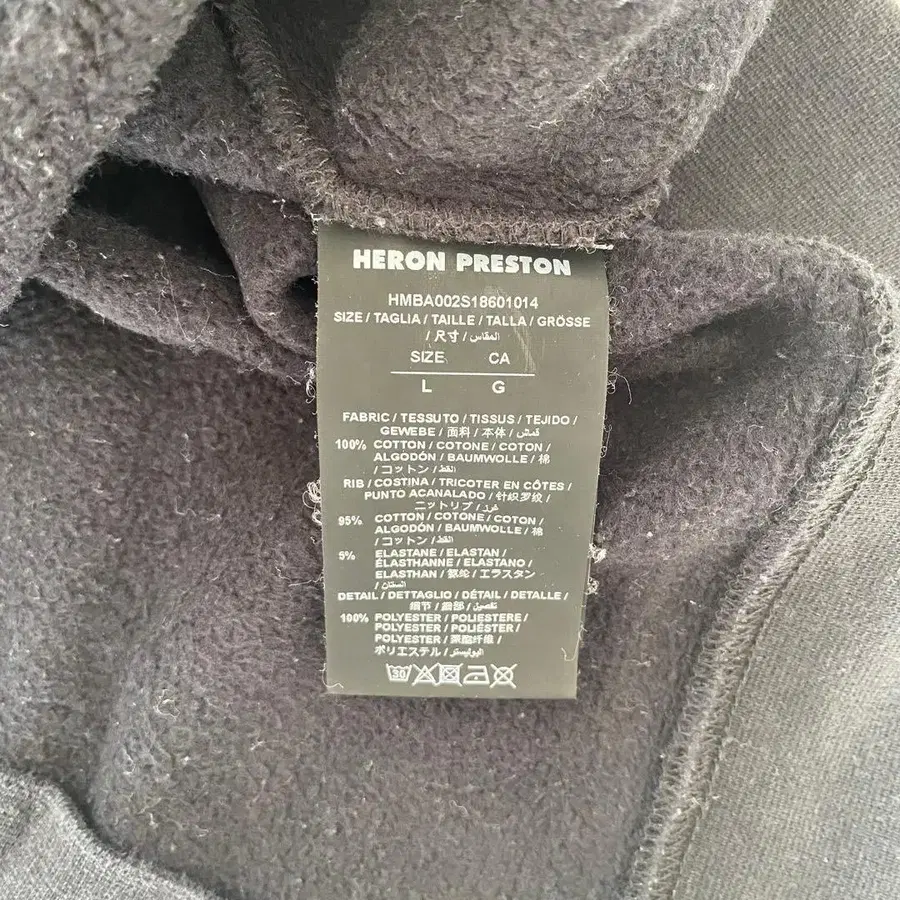 HERON PRESTON
HMBA002S18601014
SIZE / TAGLIA / TAILLE / TALLA / GRÖSSE
/ 尺寸 / المقاس
SIZE CA
L G
FABRIC / TESSUTO / TISSUS / TEJIDO /
GEWEBE / 面料 / 本体 / قماش
100% COTTON / COTONE / COTON /
ALGODÓN / BAUMWOLLE / 棉
/ コットン / القطن
RIB / COSTINA / TRICOTER EN CÔTES /
PUNTO ACANALADO / 针织罗纹 /
ニットリブ / غرز
95% COTTON / COTONE / COTON /
ALGODÓN / BAUMWOLLE / 棉
/ コットン / القطن
5% ELASTANE / ELASTAN /
ÉLASTHANNE / ELASTANO /
ELASTHAN / 氨纶 / エラスタン
/ الاستان
DETAIL / DETTAGLIO / DÉTAIL / DETALLE /
细节 / 細部 / تفاصيل
100% POLYESTER / POLIESTERE /
POLYESTER / POLIÉSTER /
POLYESTER / 聚酯纤维 /
ポリエステル / البوليستر
30